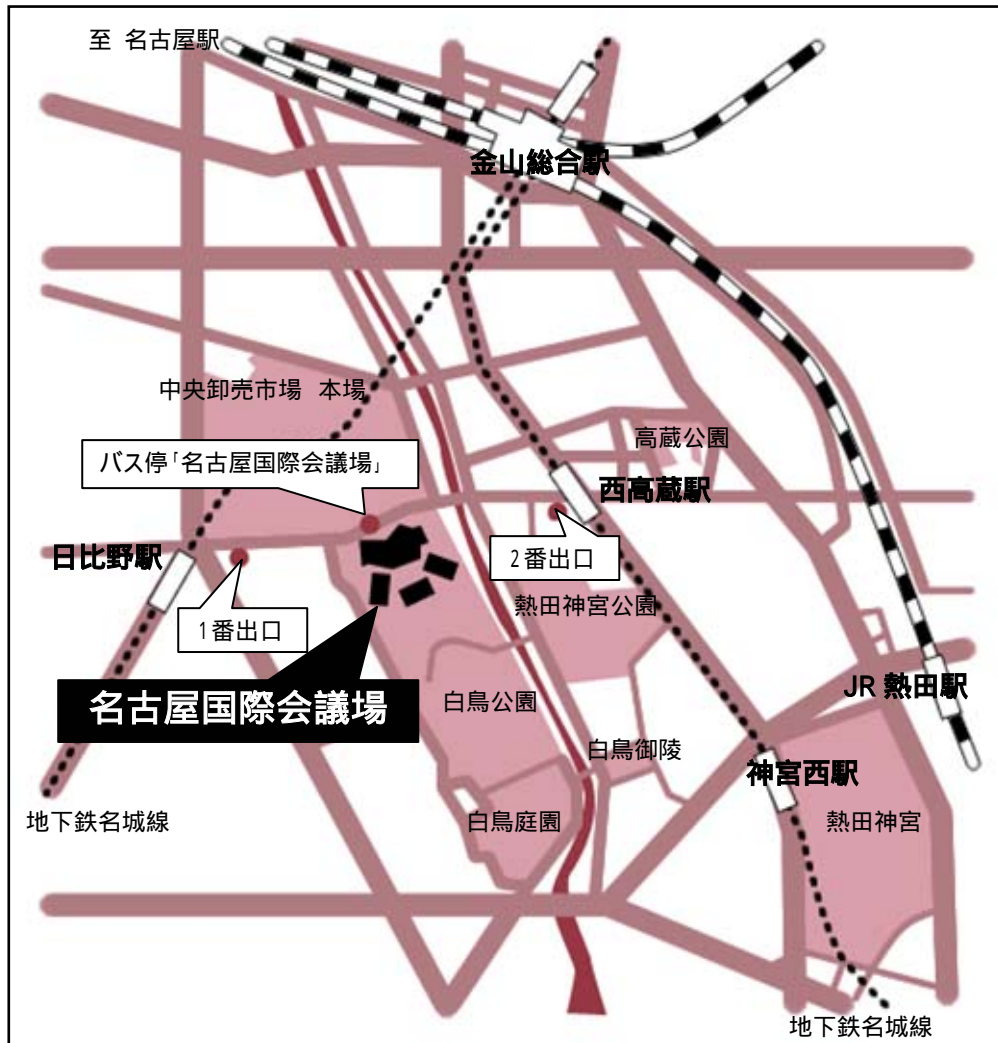 至 名古屋駅
金山総合駅
中央卸売市場 本場
高蔵公園
バス停「名古屋国際会議場」
西高蔵駅
日比野駅
2番出口
熱田神宮公園
1番出口
JR 熱田駅
名古屋国際会議場
白鳥公園
白鳥御陵
神宮西駅
地下鉄名城線
白鳥庭園
熱田神宮
地下鉄名城線